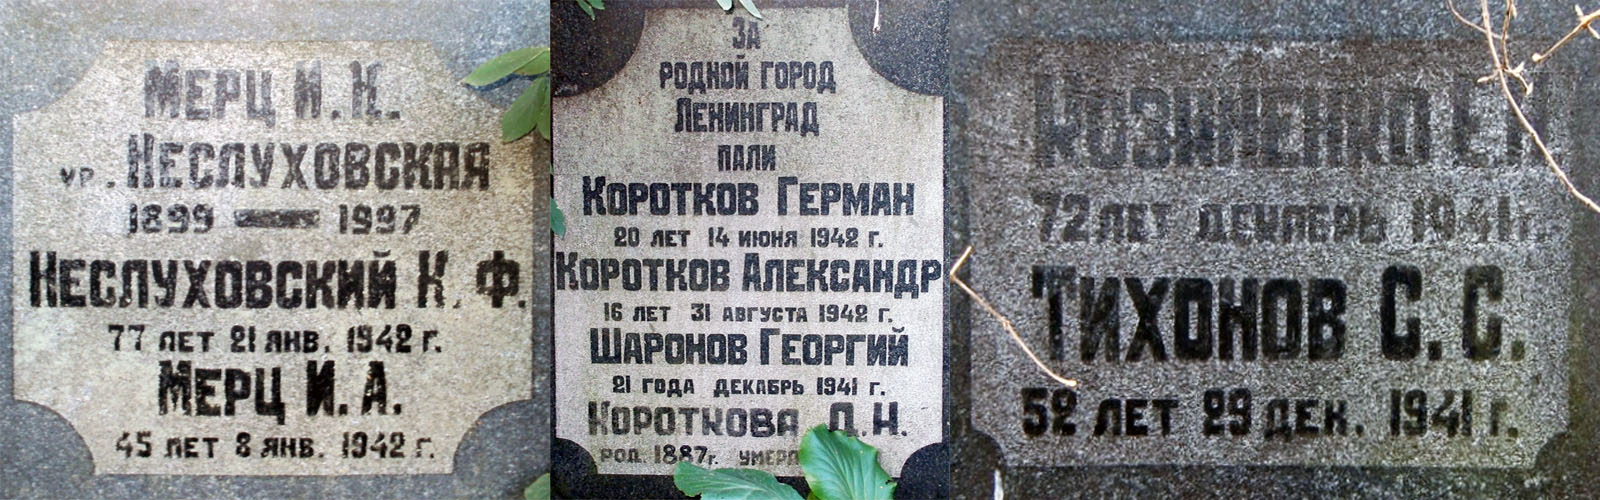 МЕРЦ И. К.
УР. НЕСЛУХОВСКАЯ
1899 — 1997
НЕСЛУХОВСКИЙ К. Ф.
77 ЛЕТ 21 ЯНВ. 1942 Г.
МЕРЦ И. А.
45 ЛЕТ 8 ЯНВ. 1942 Г.
ЗА
РОДНОЙ ГОРОД
ЛЕНИНГРАД
ПАЛИ
КОРОТКОВ ГЕРМАН
20 ЛЕТ 14 ИЮНЯ 1942 Г.
КОРОТКОВ АЛЕКСАНДР
16 ЛЕТ 31 АВГУСТА 1942 Г.
ШАРОНОВ ГЕОРГИЙ
21 ГОДА ДЕКАБРЬ 1941 Г.
КОРОТКОВА Д. Н.
РОД. 1887 Г.
72 ЛЕТ ДЕКАБРЬ 1941 Г.
ТИХОНОВ С. С.
52 ЛЕТ 29 ДЕК. 1941 Г.